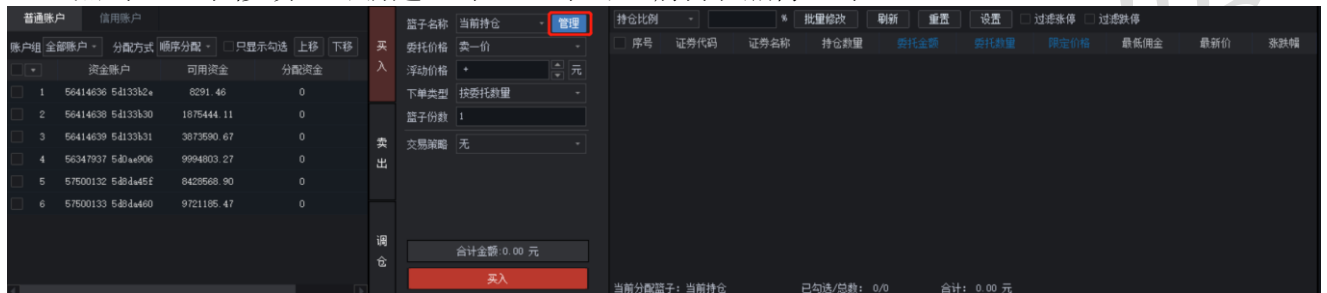 普通账户 信用账户
账户组 全部账户 分配方式 顺序分配 只显示勾选 上移 下移
资金账户 可用资金 分配资金
1 56414636 5d133b2e 8291.46 0
2 56414638 5d133b30 1875444.11 0
3 56414639 5d133b31 3873590.67 0
4 56347937 5d0ae906 9994803.27 0
5 57500132 5d8da45f 8428568.90 0
6 57500133 5d8da460 9721185.47 0
买入
卖出
调仓
篮子名称 当前持仓 管理
委托价格 卖一价
浮动价格 + 元
下单类型 按委托数量
篮子份数 1
交易策略 无
合计金额:0.00 元
买入
持仓比例 % 批量修改 刷新 重置 设置 过滤涨停 过滤跌停
序号 证券代码 证券名称 持仓数量 委托金额 委托数量 限定价格 最低佣金 最新价 涨跌幅
当前分配篮子: 当前持仓 已勾选/总数: 0/0 合计: 0.00 元